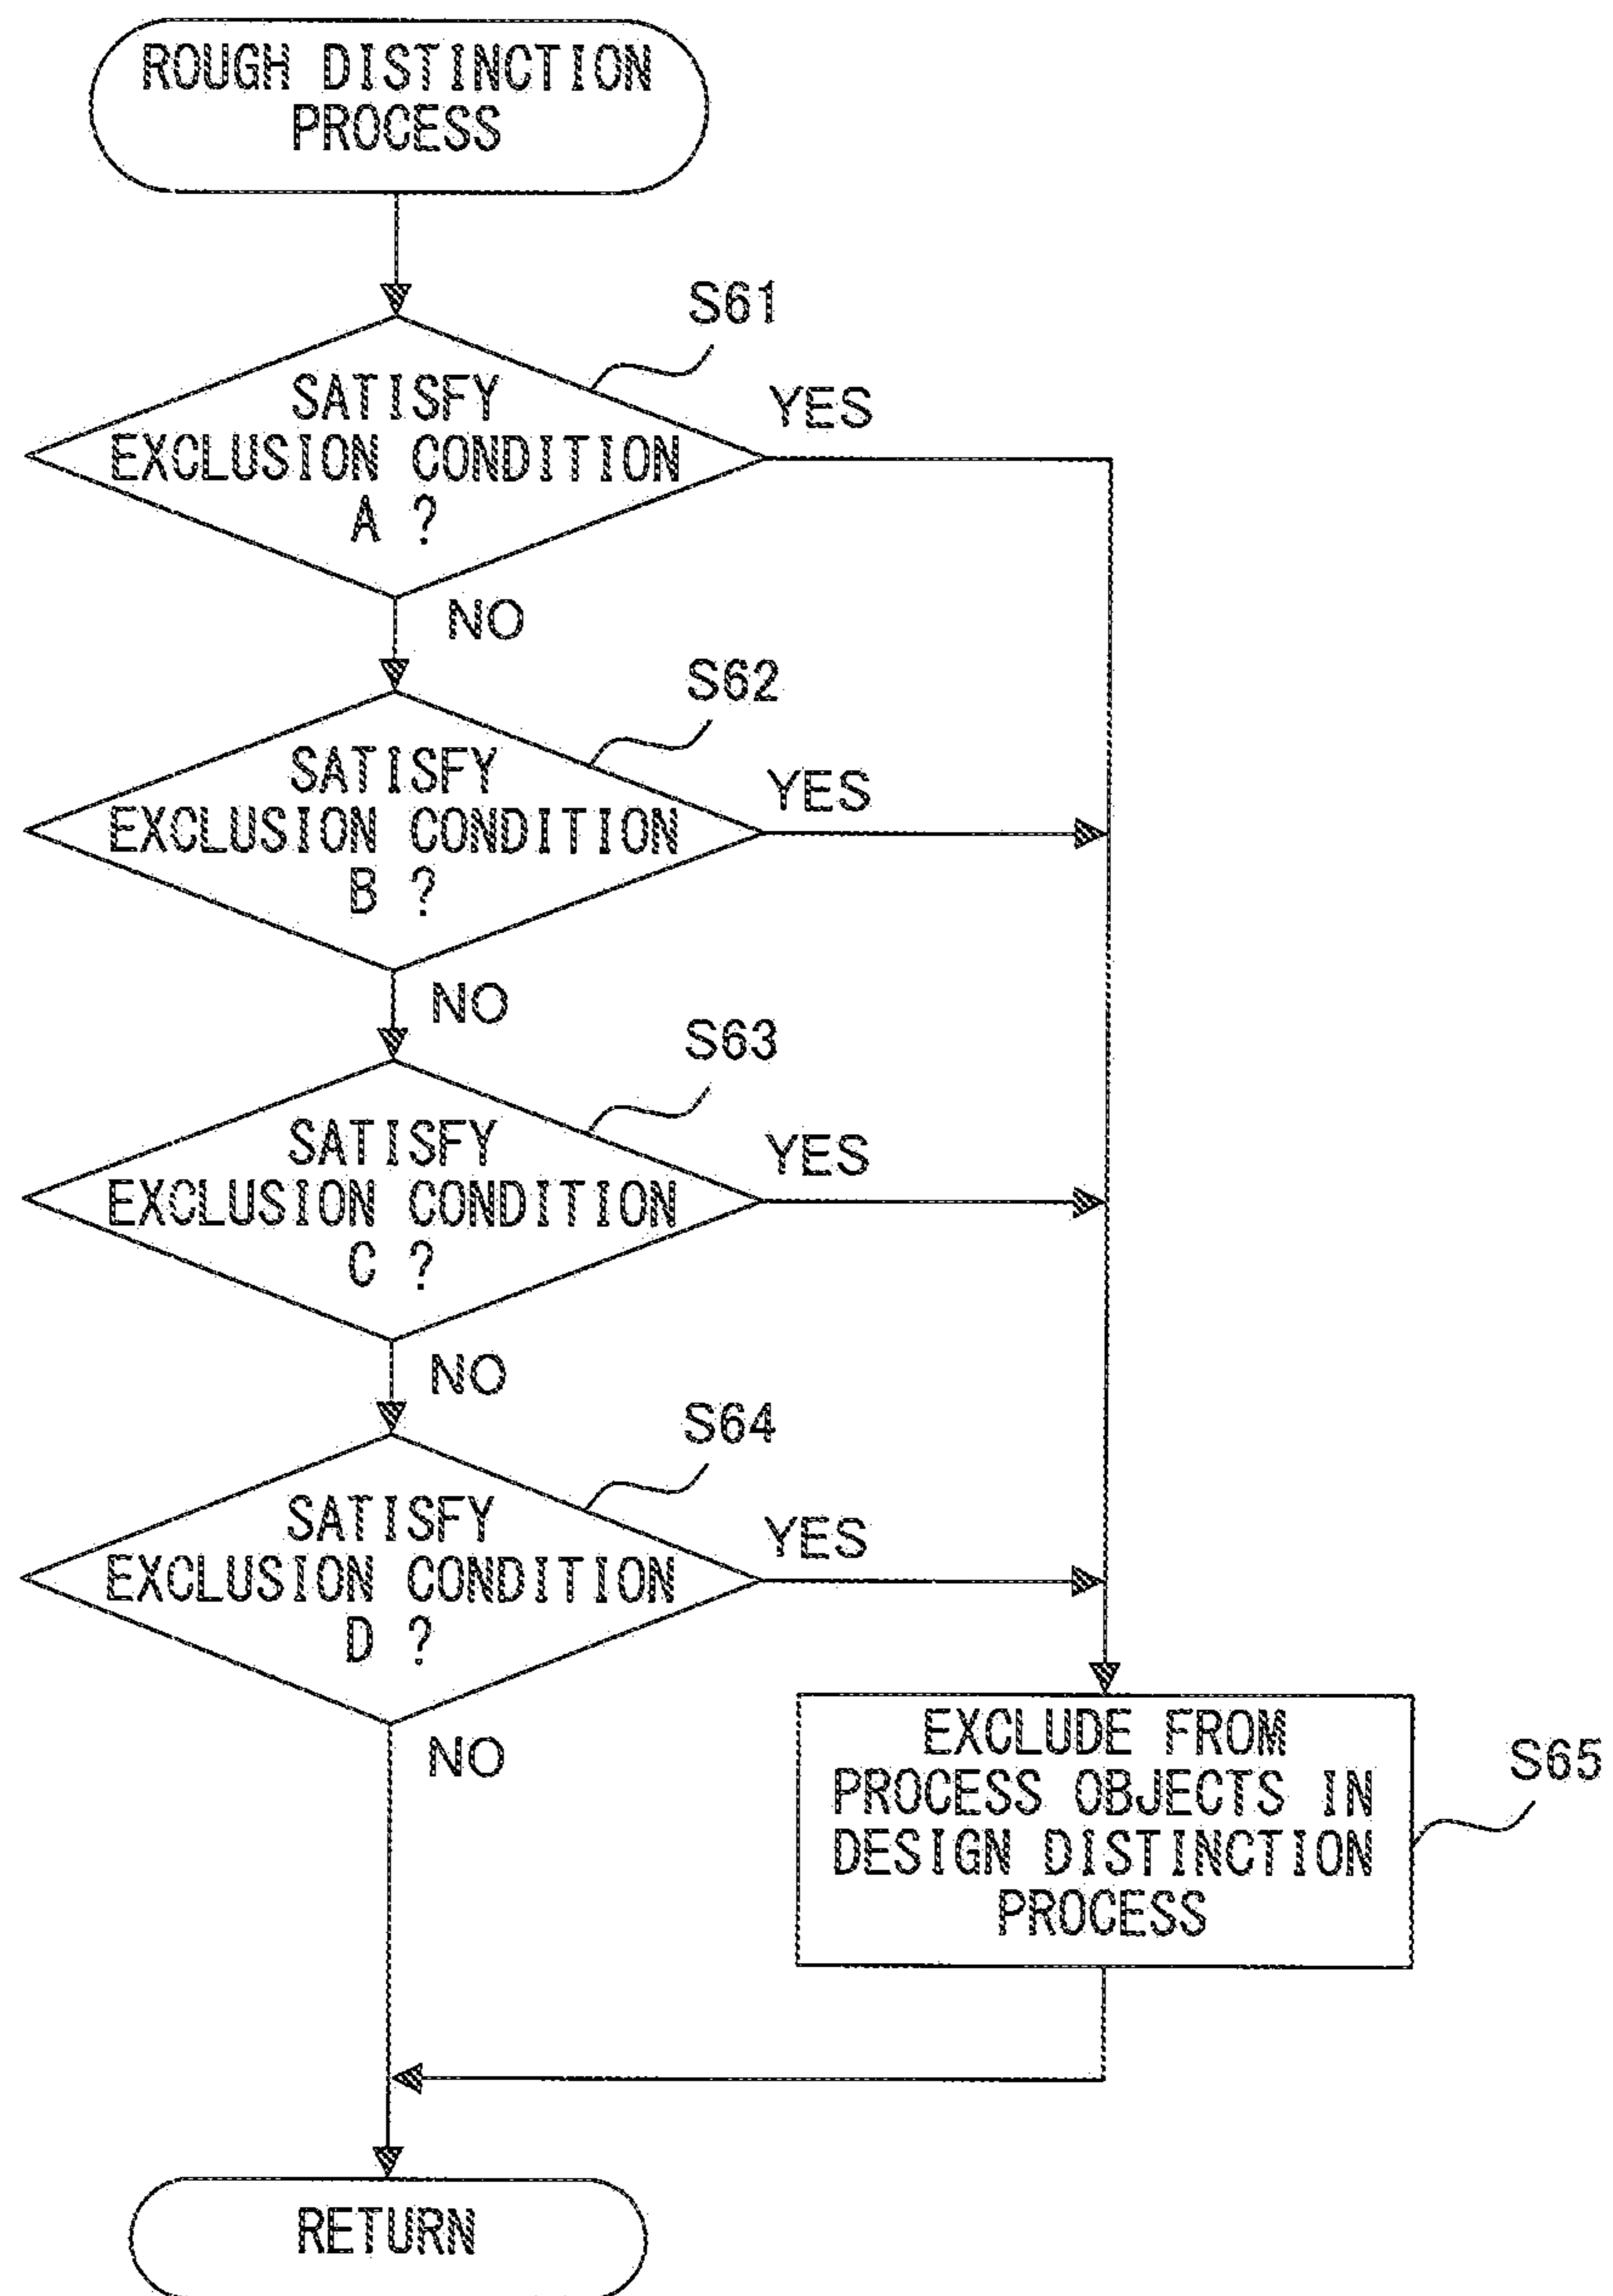 ROUGH DISTINCTION
PROCESS
S61
SATISFY
EXCLUSION CONDITION
A ?
YES
NO
S62
SATISFY
EXCLUSION CONDITION
B ?
YES
NO
S63
SATISFY
EXCLUSION CONDITION
C ?
YES
NO
S64
SATISFY
EXCLUSION CONDITION
D ?
YES
NO
EXCLUDE FROM
PROCESS OBJECTS IN
DESIGN DISTINCTION
PROCESS
S65
RETURN